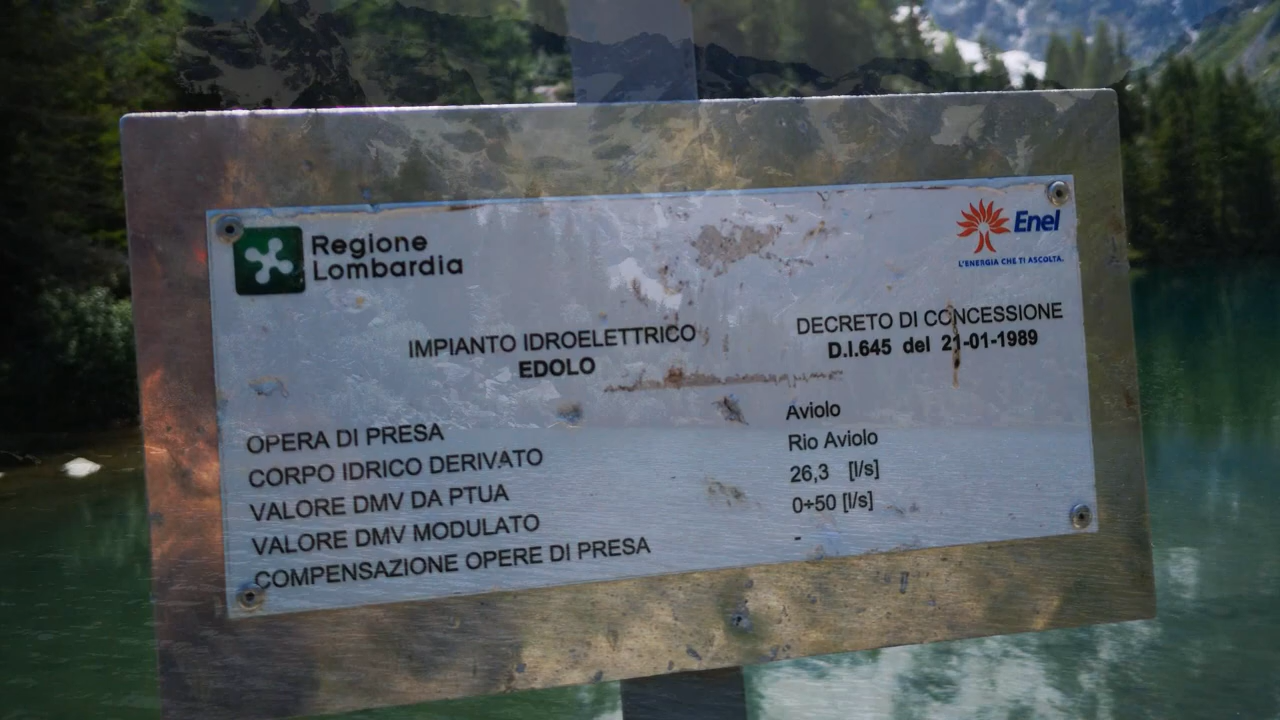 Regione
Lombardia
Enel
L'ENERGIA CHE TI ASCOLTA.
IMPIANTO IDROELETTRICO
EDOLO
DECRETO DI CONCESSIONE
D.I.645 del 21-01-1989
OPERA DI PRESA Aviolo
CORPO IDRICO DERIVATO Rio Aviolo
VALORE DMV DA PTUA 26,3 [l/s]
VALORE DMV MODULATO 0÷50 [l/s]
COMPENSAZIONE OPERE DI PRESA -